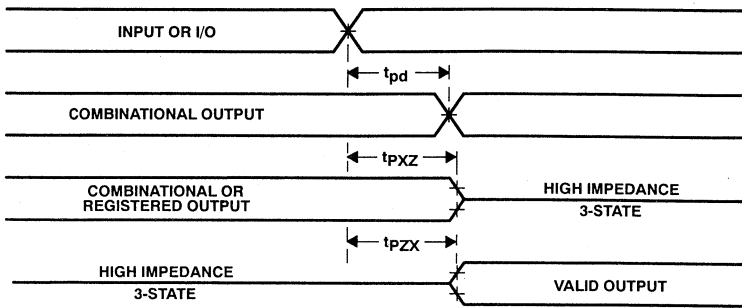 INPUT OR I/O
tpd
COMBINATIONAL OUTPUT
tPXZ
COMBINATIONAL OR
REGISTERED OUTPUT
HIGH IMPEDANCE
3-STATE
tPZX
HIGH IMPEDANCE
3-STATE
VALID OUTPUT